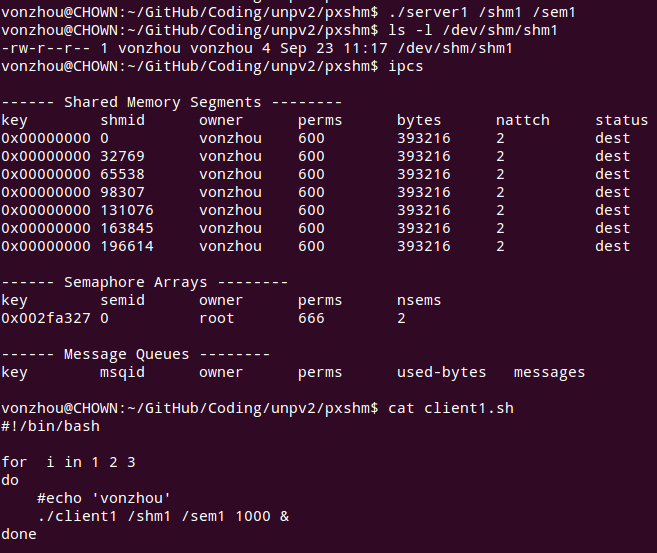 vonzhou@CHOWN:~/GitHub/Coding/unpv2/pxshm$ ./server1 /shm1 /sem1
vonzhou@CHOWN:~/GitHub/Coding/unpv2/pxshm$ ls -l /dev/shm/shm1
-rw-r--r-- 1 vonzhou vonzhou 4 Sep 23 11:17 /dev/shm/shm1
vonzhou@CHOWN:~/GitHub/Coding/unpv2/pxshm$ ipcs
------ Shared Memory Segments --------
key        shmid      owner      perms      bytes      nattch     status
0x00000000 0          vonzhou    600        393216     2          dest
0x00000000 32769      vonzhou    600        393216     2          dest
0x00000000 65538      vonzhou    600        393216     2          dest
0x00000000 98307      vonzhou    600        393216     2          dest
0x00000000 131076     vonzhou    600        393216     2          dest
0x00000000 163845     vonzhou    600        393216     2          dest
0x00000000 196614     vonzhou    600        393216     2          dest
------ Semaphore Arrays --------
key        semid      owner      perms      nsems
0x002fa327 0          root       666        2
------ Message Queues --------
key        msqid      owner      perms      used-bytes   messages
vonzhou@CHOWN:~/GitHub/Coding/unpv2/pxshm$ cat client1.sh
#!/bin/bash
for  i in 1 2 3
do
    #echo 'vonzhou'
    ./client1 /shm1 /sem1 1000 &
done